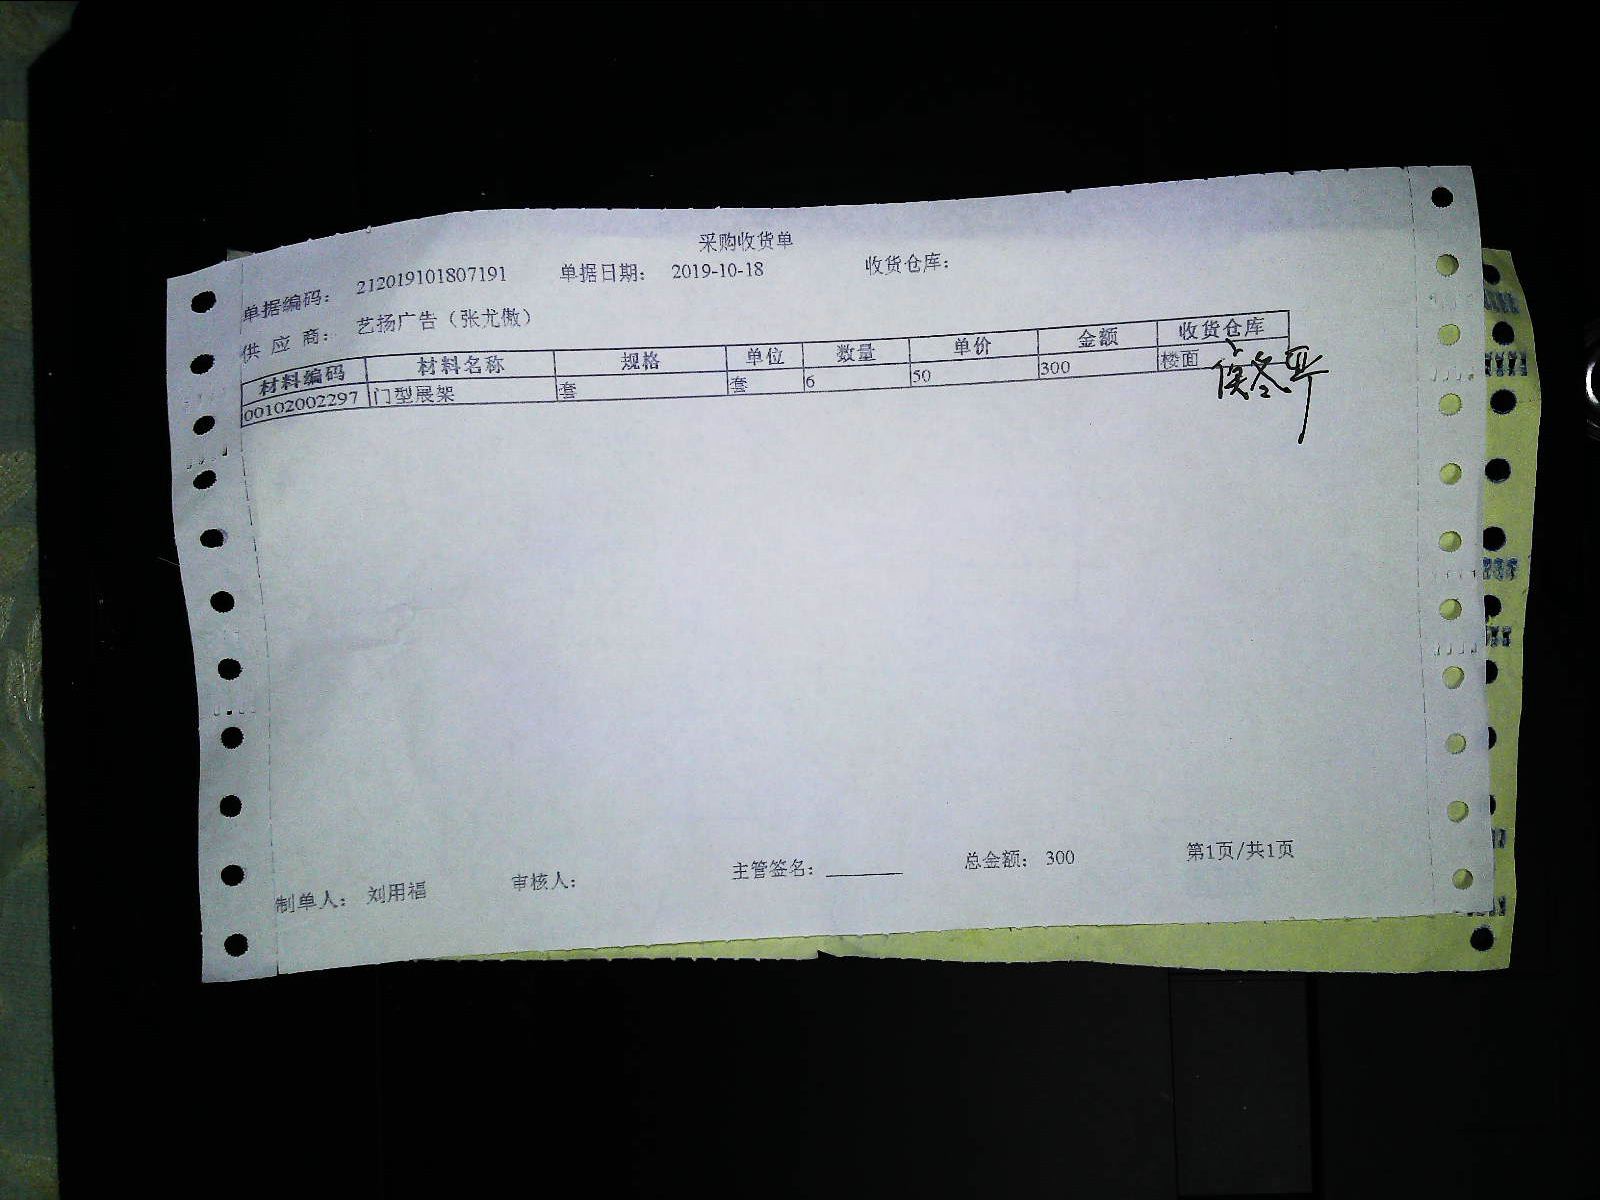 采购收货单
单据编码： 212019101807191 单据日期： 2019-10-18 收货仓库：
供 应 商： 艺扬广告（张尤傲）
材料编码 材料名称 规格 单位 数量 单价 金额 收货仓库
00102002297 门型展架 套 套 6 50 300 楼面
制单人： 刘用福 审核人： 主管签名： 总金额： 300 第1页/共1页